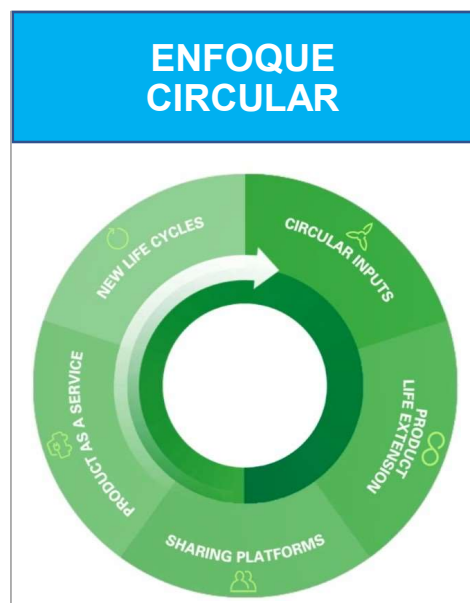 ENFOQUE
CIRCULAR
CIRCULAR INPUTS
PRODUCT
LIFE EXTENSION
SHARING PLATFORMS
PRODUCT AS A SERVICE
NEW LIFE CYCLES